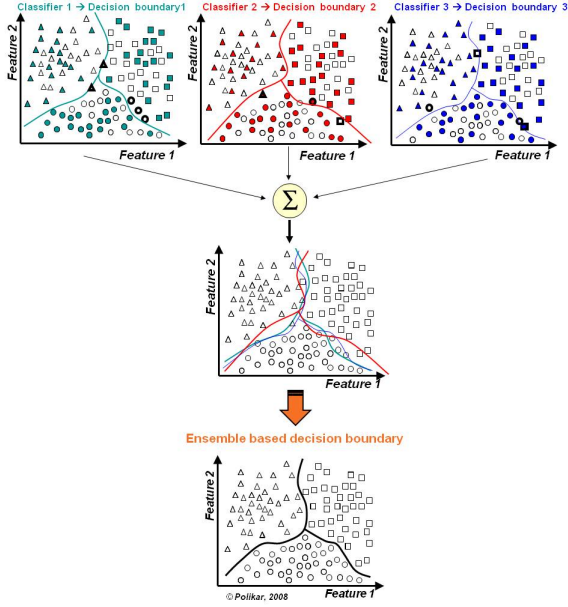 Classifier 1 → Decision boundary1
Classifier 2 → Decision boundary 2
Classifier 3 → Decision boundary 3
Feature 2
Feature 1
Feature 2
Feature 1
Feature 2
Feature 1
Σ
Feature 2
Feature 1
Ensemble based decision boundary
Feature 2
Feature 1
© Polikar, 2008